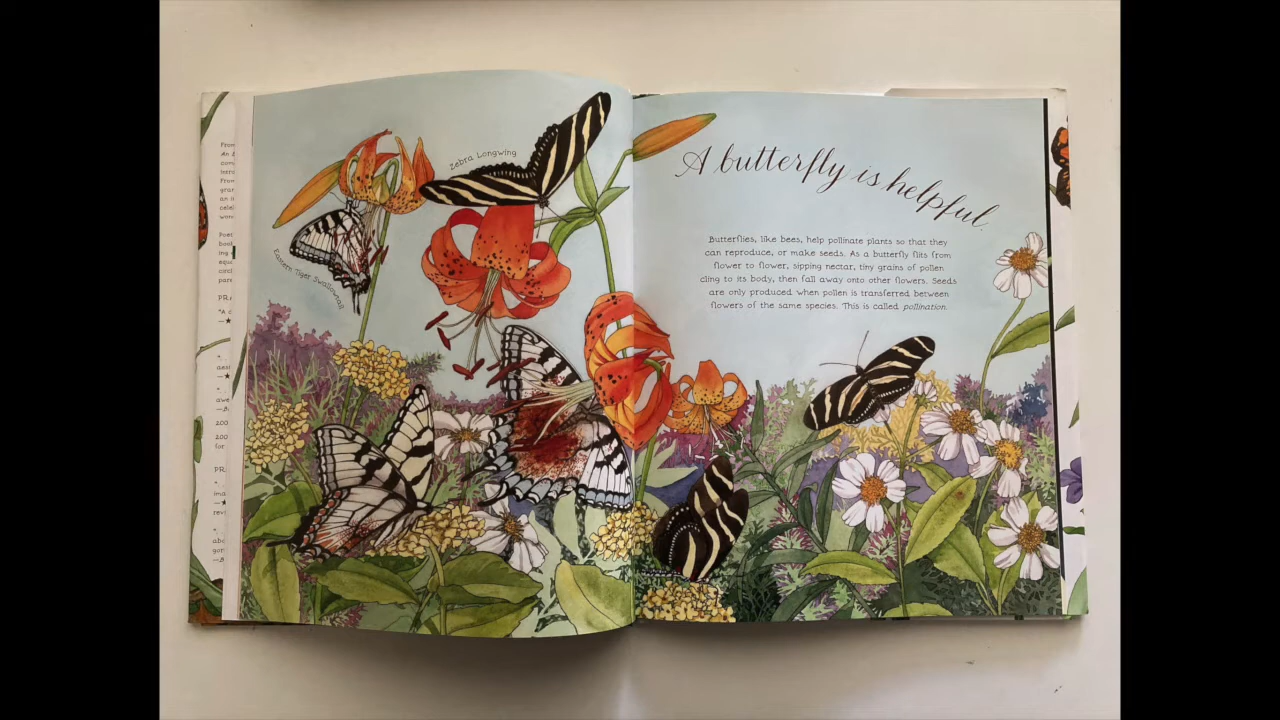 Zebra Longwing
Eastern Tiger Swallowtail
A butterfly is helpful.
Butterflies, like bees, help pollinate plants so that they
can reproduce, or make seeds. As a butterfly flits from
flower to flower, sipping nectar, tiny grains of pollen
cling to its body, then fall away onto other flowers. Seeds
are only produced when pollen is transferred between
flowers of the same species. This is called pollination.